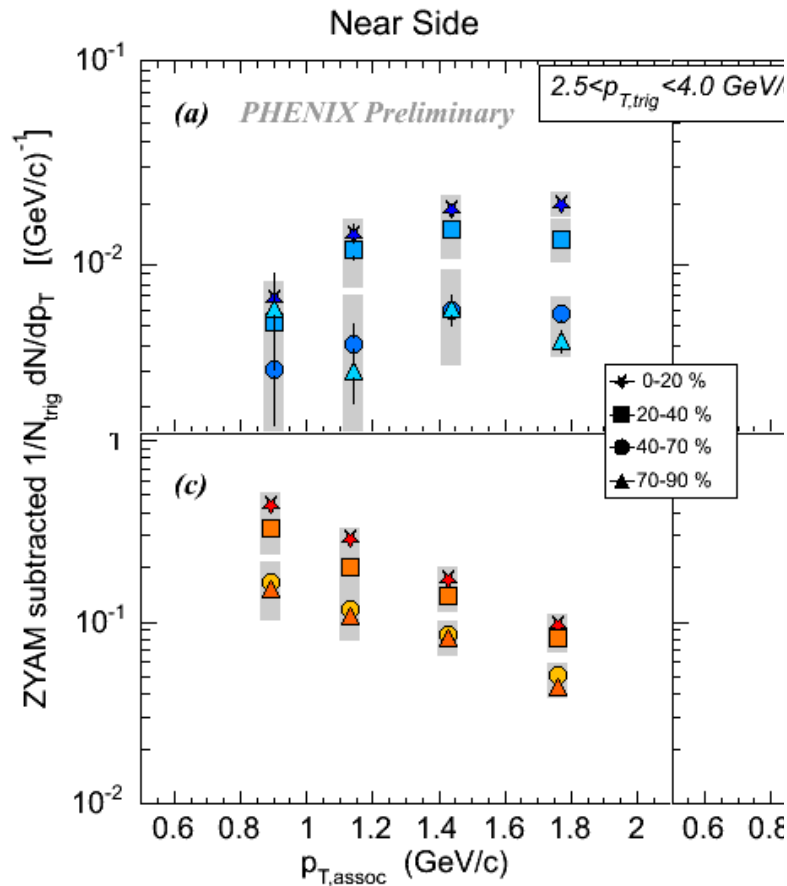 Near Side
10^-1
2.5<p_T,trig<4.0 GeV/
(a) PHENIX Preliminary
10^-2
ZYAM subtracted 1/N_trig dN/dp_T [(GeV/c)^-1]
0-20 %
20-40 %
40-70 %
70-90 %
1
(c)
10^-1
10^-2
0.6 0.8 1 1.2 1.4 1.6 1.8 2 0.6 0.8
p_T,assoc (GeV/c)